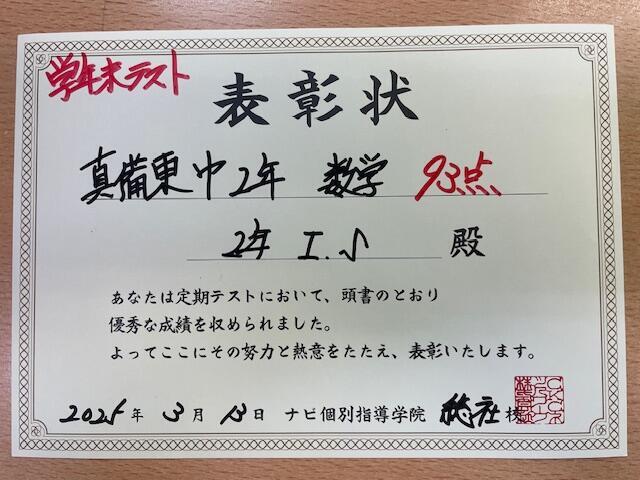 学年末テスト
表彰状
真備東中2年 数学 93点
2年 I.S 殿
あなたは定期テストにおいて、頭書のとおり
優秀な成績を収められました。
よってここにその努力と熱意をたたえ、表彰いたします。
2025年 3月 13日 ナビ個別指導学院 総社校